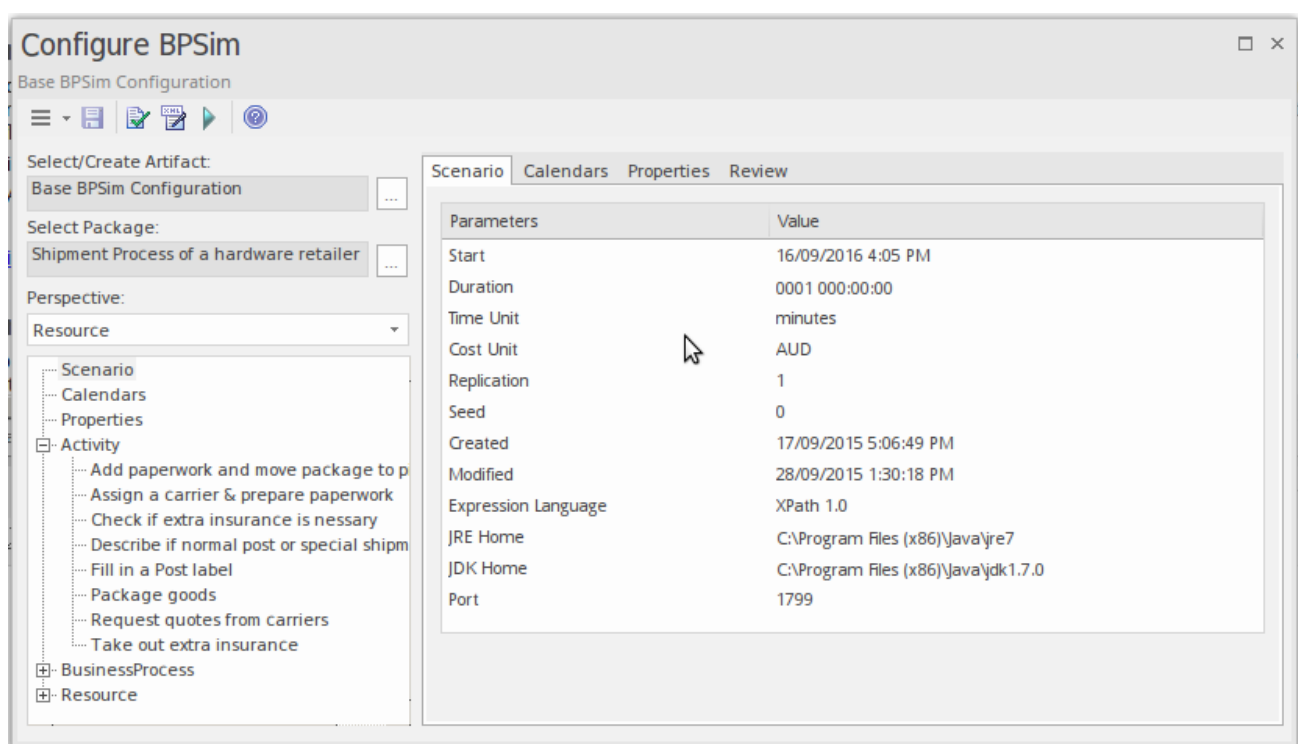 Configure BPSim
Base BPSim Configuration
Select/Create Artifact:
Base BPSim Configuration
...
Select Package:
Shipment Process of a hardware retailer
...
Perspective:
Resource
Scenario
Calendars
Properties
Activity
Add paperwork and move package to p
Assign a carrier & prepare paperwork
Check if extra insurance is nessary
Describe if normal post or special shipm
Fill in a Post label
Package goods
Request quotes from carriers
Take out extra insurance
BusinessProcess
Resource
Scenario Calendars Properties Review
Parameters Value
Start 16/09/2016 4:05 PM
Duration 0001 000:00:00
Time Unit minutes
Cost Unit AUD
Replication 1
Seed 0
Created 17/09/2015 5:06:49 PM
Modified 28/09/2015 1:30:18 PM
Expression Language XPath 1.0
JRE Home C:\Program Files (x86)\Java\jre7
JDK Home C:\Program Files (x86)\Java\jdk1.7.0
Port 1799